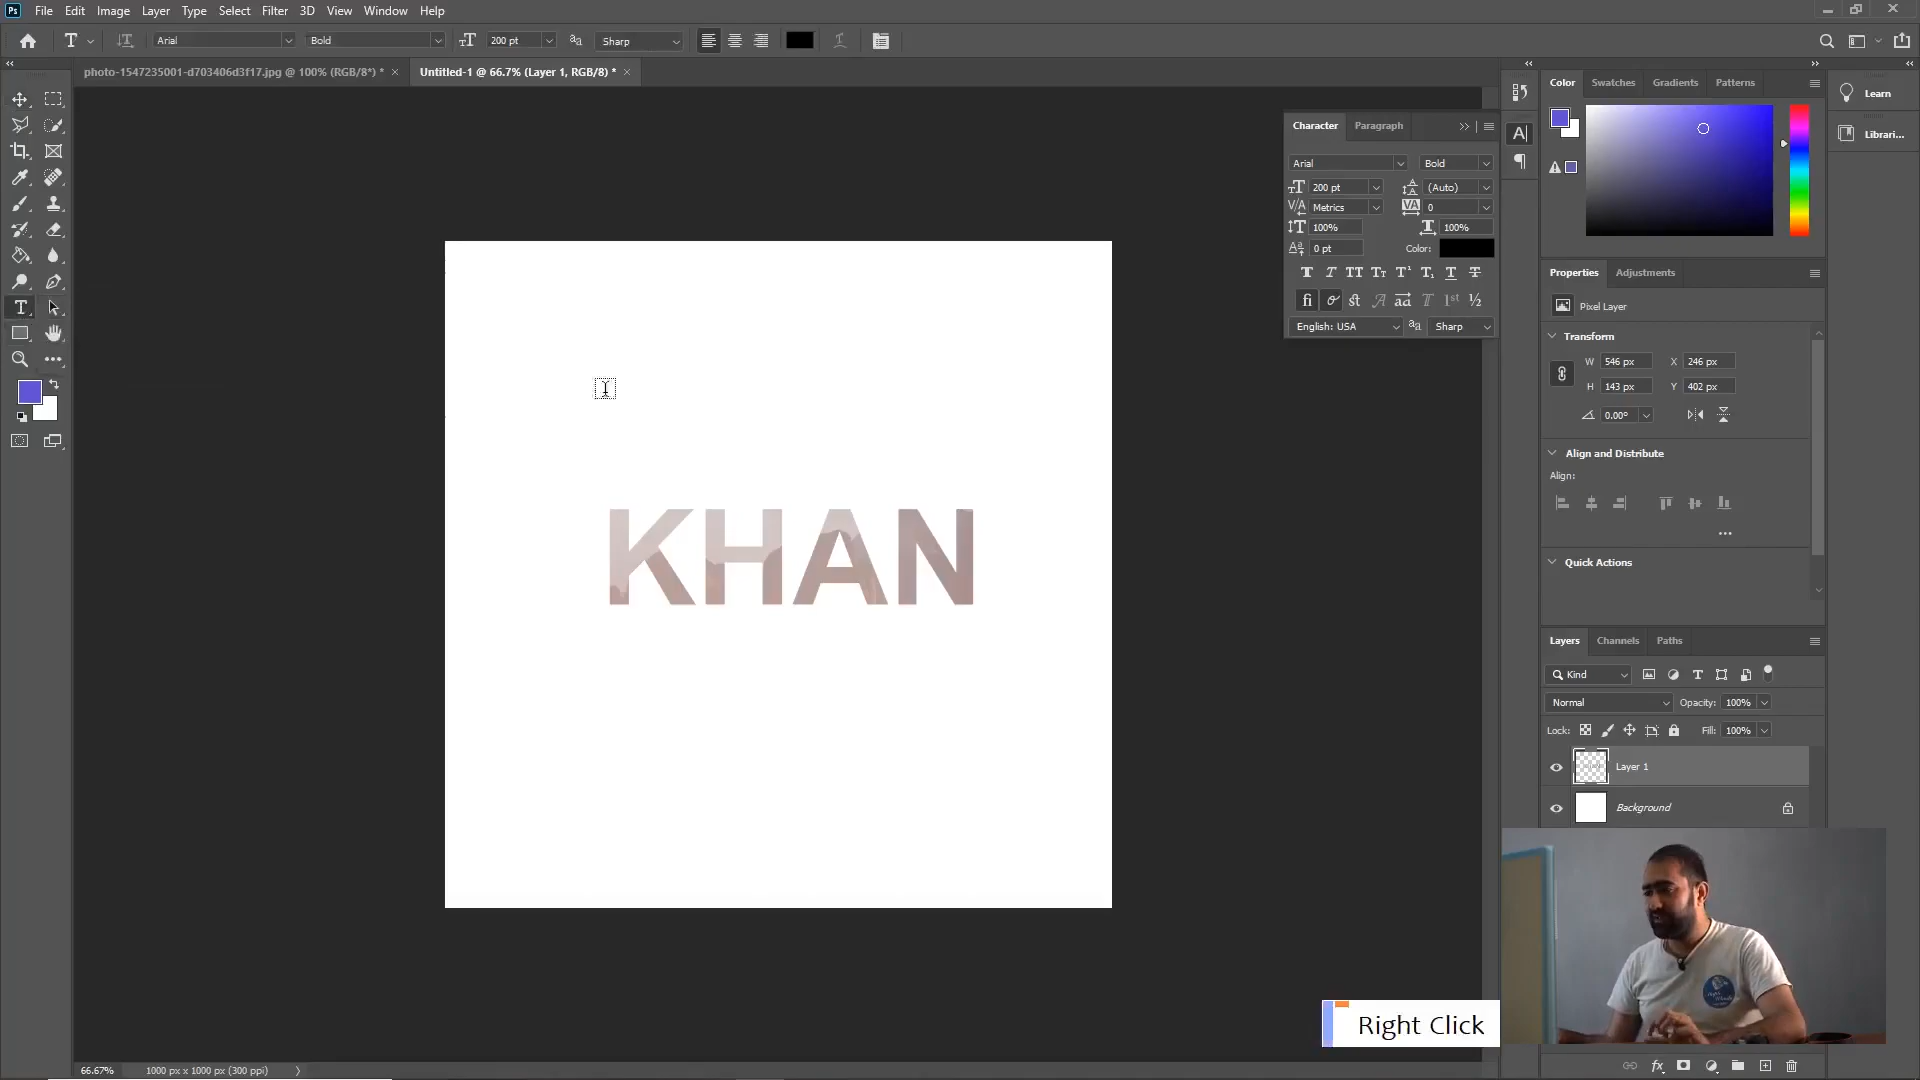 Ps File Edit Image Layer Type Select Filter 3D View Window Help
T Arial Bold 200 pt Sharp
photo-1547235001-d703406d3f17.jpg @ 100% (RGB/8*) * × Untitled-1 @ 66.7% (Layer 1, RGB/8) * ×
Character Paragraph
Arial Bold
200 pt (Auto)
Metrics 0
100% 100%
0 pt Color:
English: USA Sharp
Color Swatches Gradients Patterns
Learn
Librari...
Properties Adjustments
Pixel Layer
Transform
W 546 px X 246 px
H 143 px Y 402 px
0.00°
Align and Distribute
Align:
Quick Actions
Layers Channels Paths
Kind
Normal Opacity: 100%
Lock: Fill: 100%
Layer 1
Background
KHAN
Right Click
66.67% 1000 px x 1000 px (300 ppi)